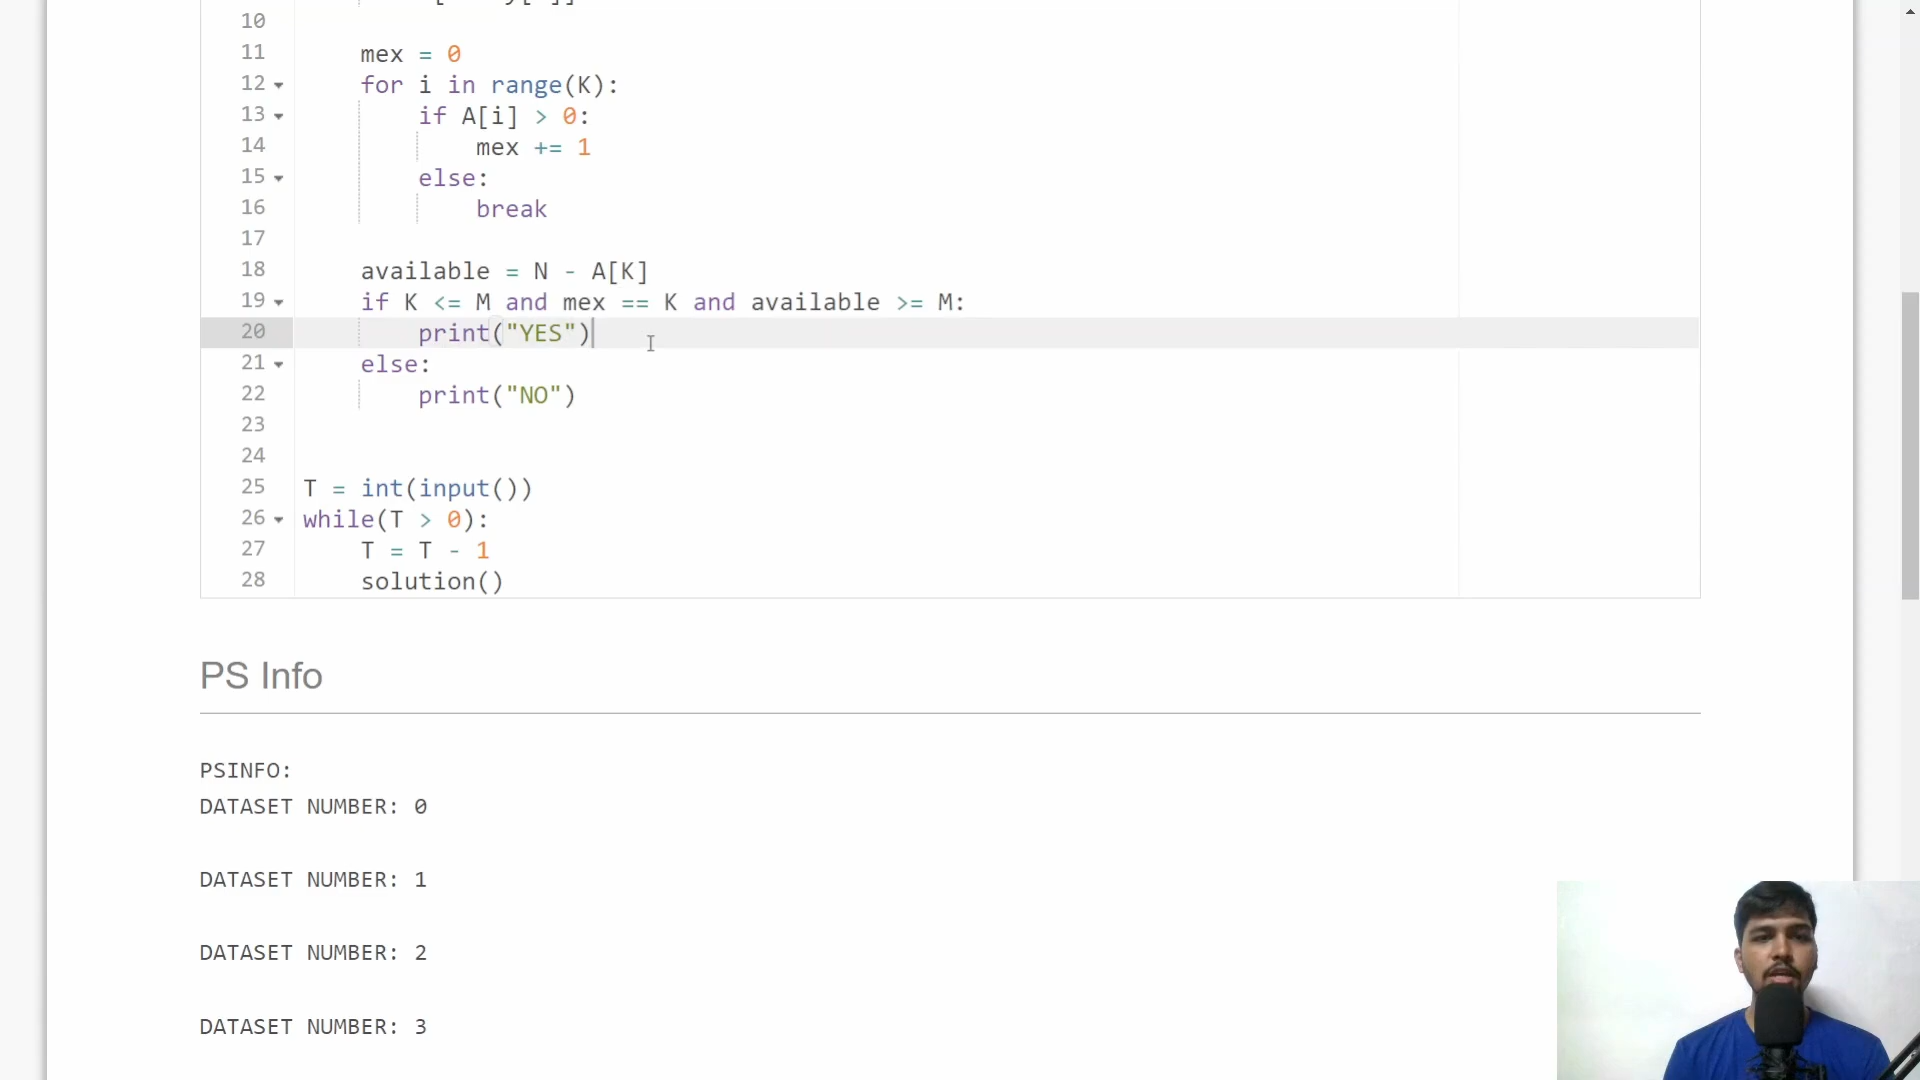 10
11 mex = 0
12 for i in range(K):
13 if A[i] > 0:
14 mex += 1
15 else:
16 break
17
18 available = N - A[K]
19 if K <= M and mex == K and available >= M:
20 print("YES")
21 else:
22 print("NO")
23
24
25 T = int(input())
26 while(T > 0):
27 T = T - 1
28 solution()
PS Info
PSINFO:
DATASET NUMBER: 0
DATASET NUMBER: 1
DATASET NUMBER: 2
DATASET NUMBER: 3